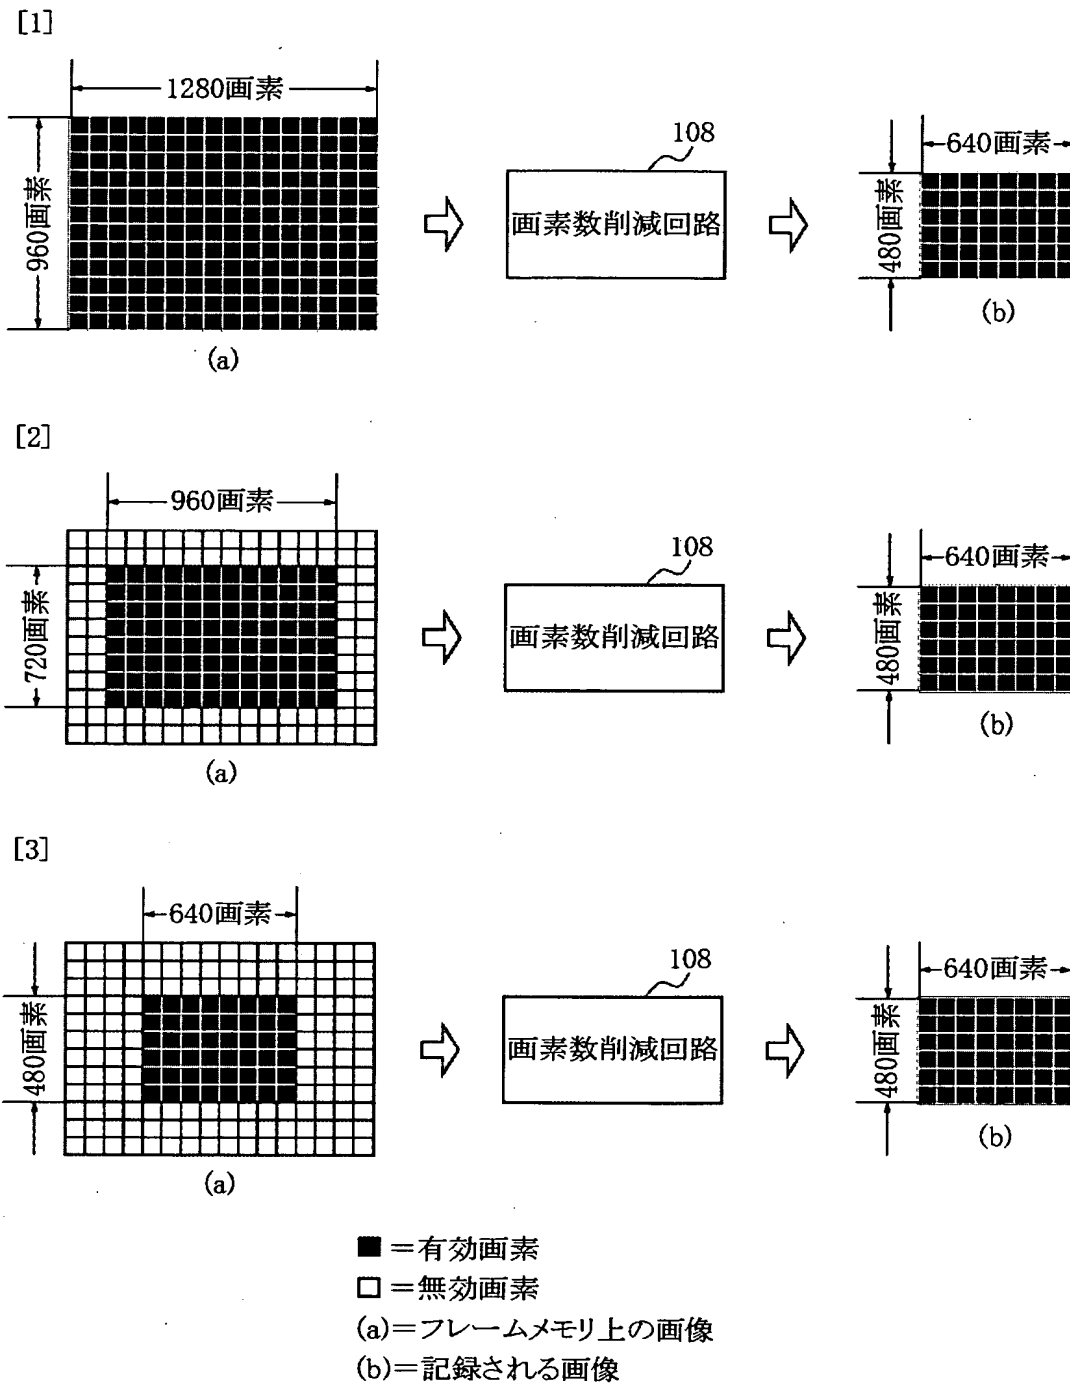 [1]
1280画素
960画素
108
画素数削減回路
640画素
480画素
(a)
(b)
[2]
960画素
720画素
108
画素数削減回路
640画素
480画素
(a)
(b)
[3]
640画素
480画素
108
画素数削減回路
640画素
480画素
(a)
(b)
■=有効画素
□=無効画素
(a)=フレームメモリ上の画像
(b)=記録される画像